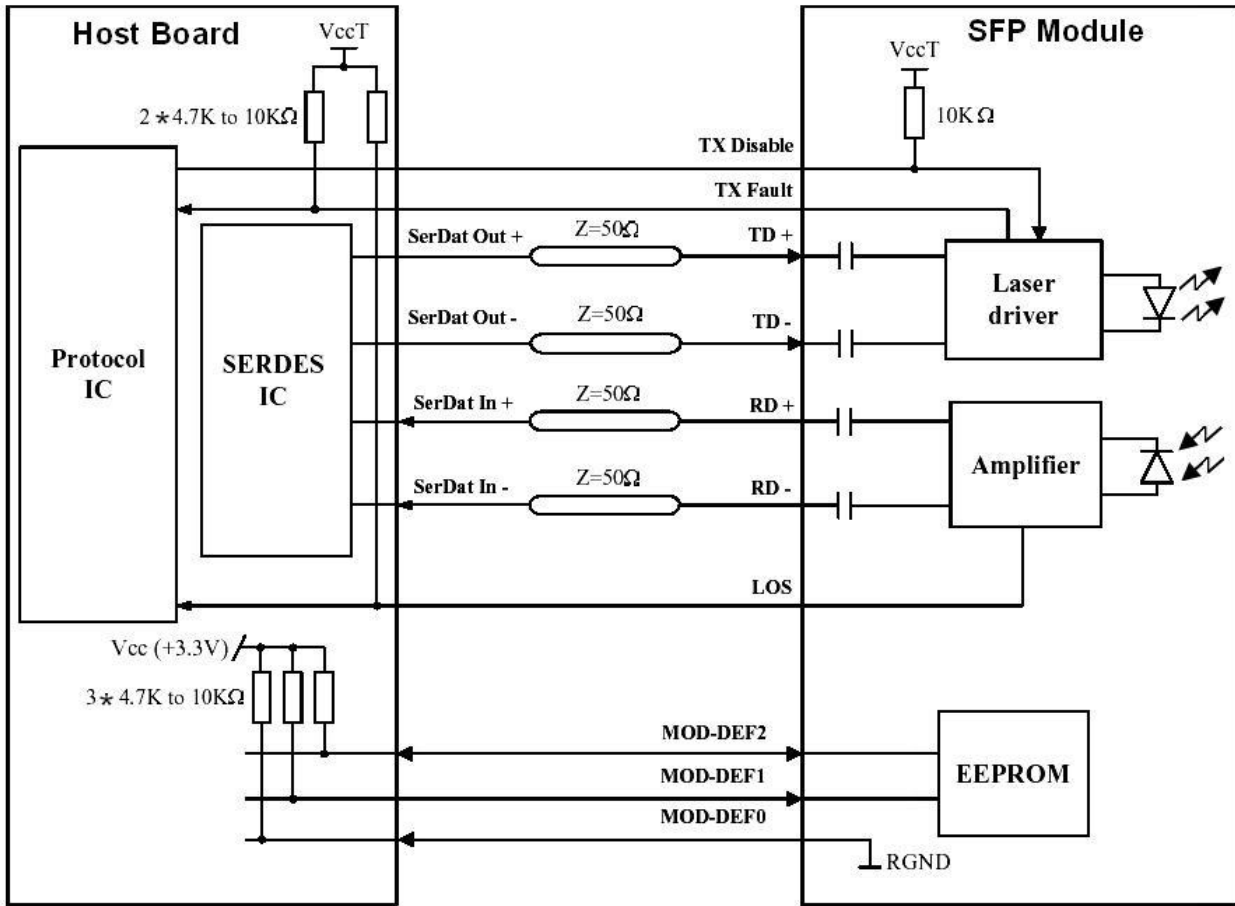 Host Board
SFP Module
VccT
VccT
2 * 4.7K to 10KΩ
10K Ω
TX Disable
TX Fault
SerDat Out +
Z=50Ω
TD +
SerDat Out -
Z=50Ω
TD -
Laser
driver
Protocol
IC
SERDES
IC
SerDat In +
Z=50Ω
RD +
SerDat In -
Z=50Ω
RD -
Amplifier
LOS
Vcc (+3.3V)
3 * 4.7K to 10KΩ
MOD-DEF2
MOD-DEF1
MOD-DEF0
EEPROM
RGND